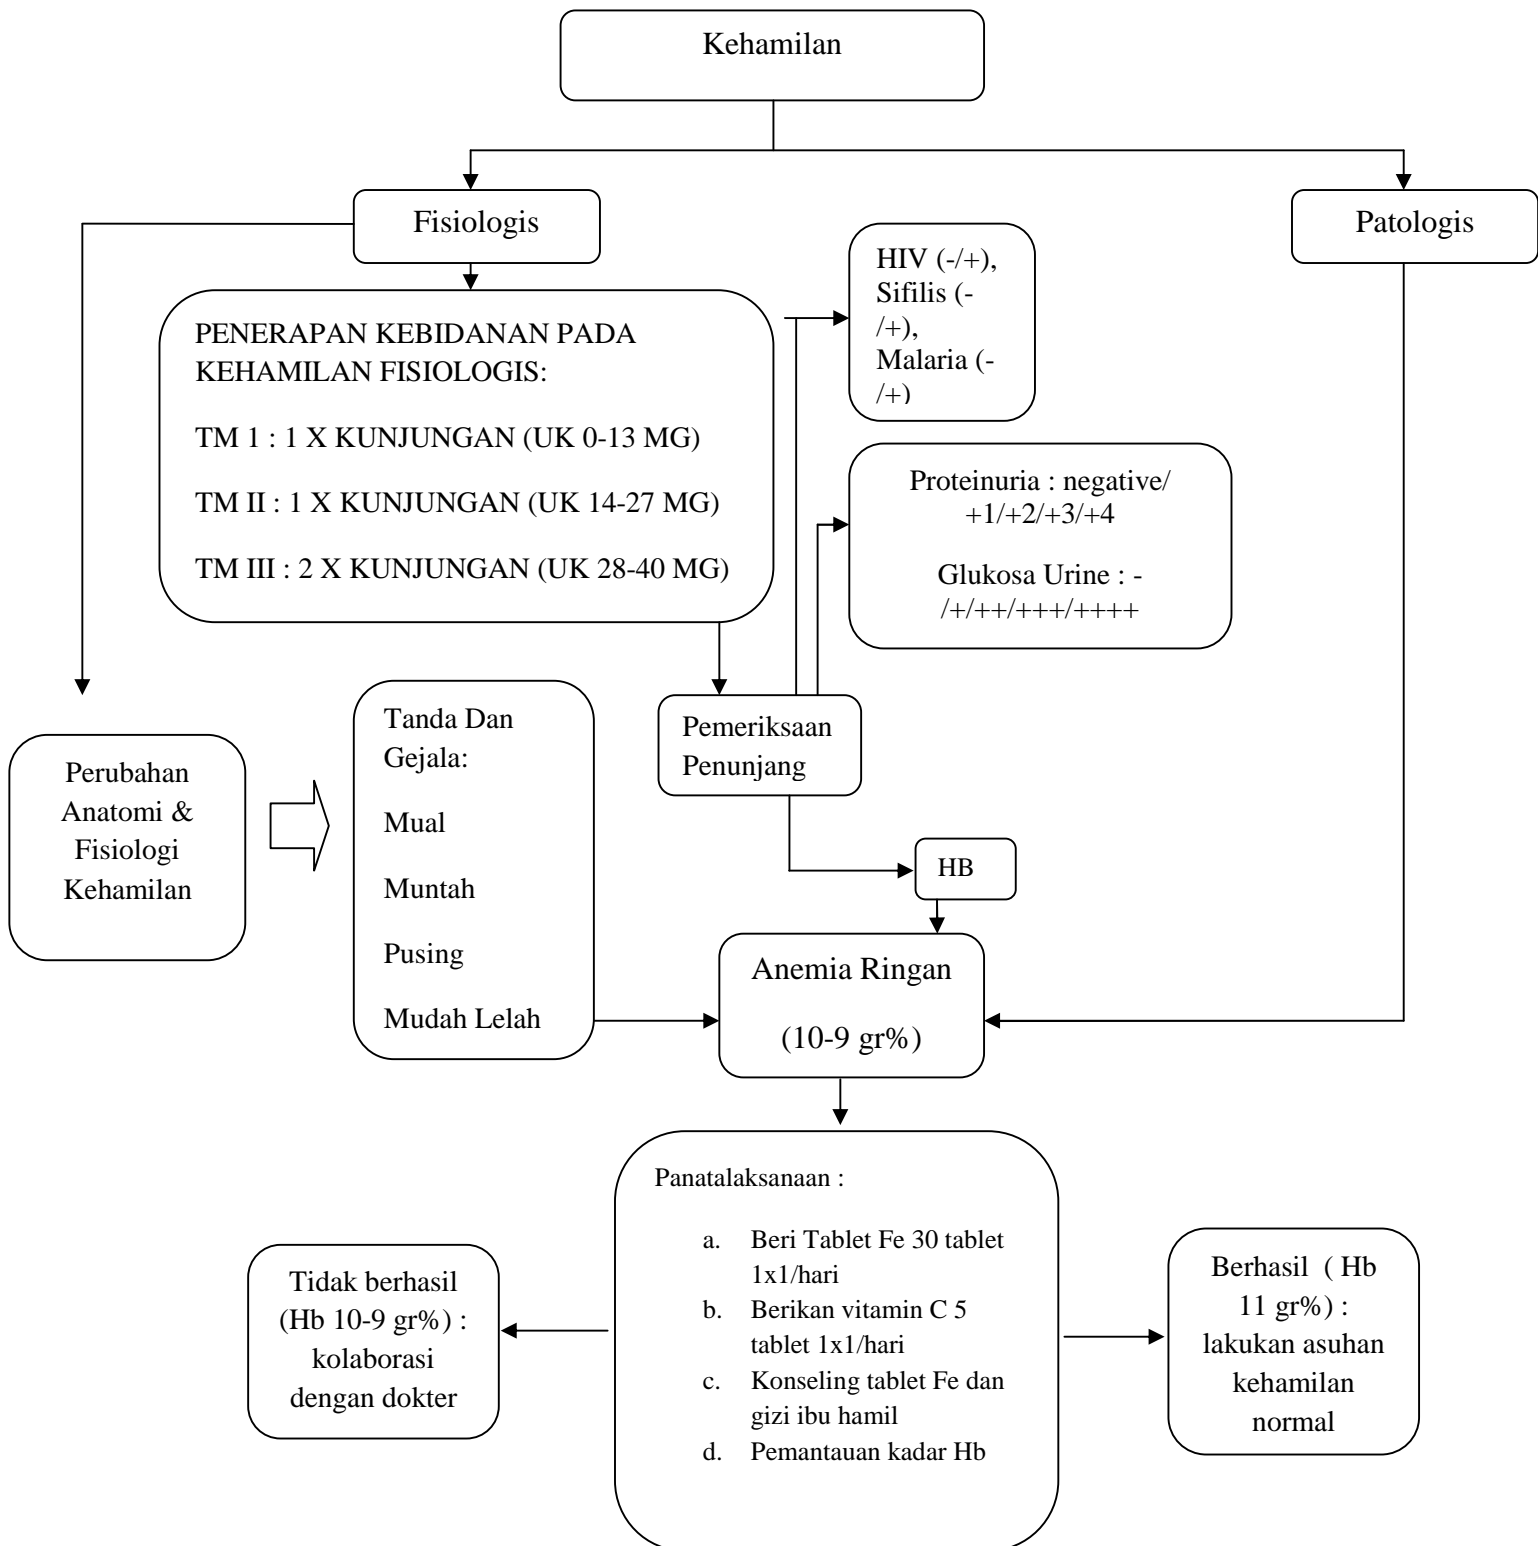 Kehamilan
Fisiologis
Patologis
HIV (-/+),
Sifilis (-
/+),
Malaria (-
/+)
PENERAPAN KEBIDANAN PADA
KEHAMILAN FISIOLOGIS:
TM 1 : 1 X KUNJUNGAN (UK 0-13 MG)
TM II : 1 X KUNJUNGAN (UK 14-27 MG)
TM III : 2 X KUNJUNGAN (UK 28-40 MG)
Proteinuria : negative/
+1/+2/+3/+4
Glukosa Urine : -
/+/++/+++/++++
Perubahan
Anatomi &
Fisiologi
Kehamilan
Tanda Dan
Gejala:
Mual
Muntah
Pusing
Mudah Lelah
Pemeriksaan
Penunjang
HB
Anemia Ringan
(10-9 gr%)
Panatalaksanaan :
a. Beri Tablet Fe 30 tablet
1x1/hari
b. Berikan vitamin C 5
tablet 1x1/hari
c. Konseling tablet Fe dan
gizi ibu hamil
d. Pemantauan kadar Hb
Tidak berhasil
(Hb 10-9 gr%) :
kolaborasi
dengan dokter
Berhasil ( Hb
11 gr%) :
lakukan asuhan
kehamilan
normal